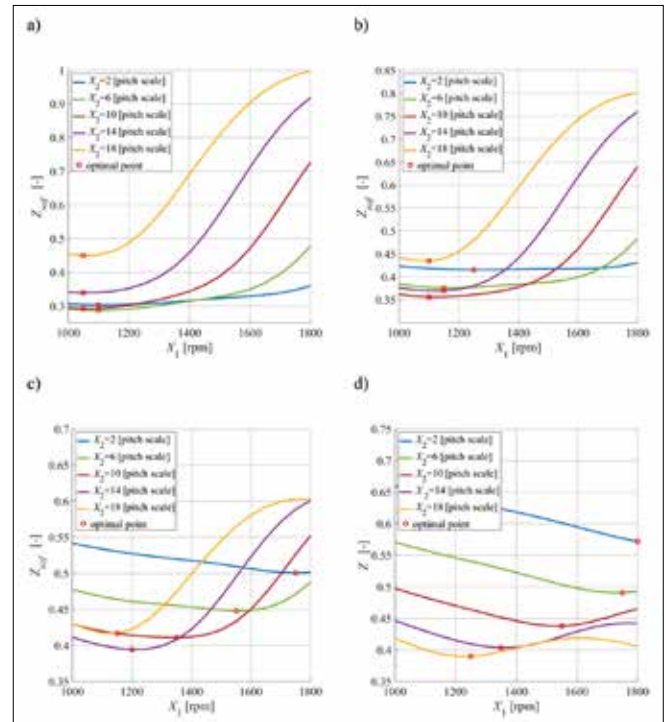 a)
1
0.9
0.8
0.7
0.6
0.5
0.4
0.3
Zwf [-]
X2=2 [pitch scale]
X2=6 [pitch scale]
X2=10 [pitch scale]
X2=14 [pitch scale]
X2=18 [pitch scale]
optimal point
1000 1200 1400 1600 1800
X1 [rpm]
b)
0.85
0.8
0.75
0.7
0.65
0.6
0.55
0.5
0.45
0.4
0.35
X2=2 [pitch scale]
X2=6 [pitch scale]
X2=10 [pitch scale]
X2=14 [pitch scale]
X2=18 [pitch scale]
optimal point
1000 1200 1400 1600 1800
X1 [rpm]
c)
0.7
0.65
0.6
0.55
0.5
0.45
0.4
0.35
X2=2 [pitch scale]
X2=6 [pitch scale]
X2=10 [pitch scale]
X2=14 [pitch scale]
X2=18 [pitch scale]
optimal point
1000 1200 1400 1600 1800
X1 [rpm]
d)
0.75
0.7
0.65
0.6
0.55
0.5
0.45
0.4
0.35
X2=2 [pitch scale]
X2=6 [pitch scale]
X2=10 [pitch scale]
X2=14 [pitch scale]
X2=18 [pitch scale]
optimal point
1000 1200 1400 1600 1800
X1 [rpm]